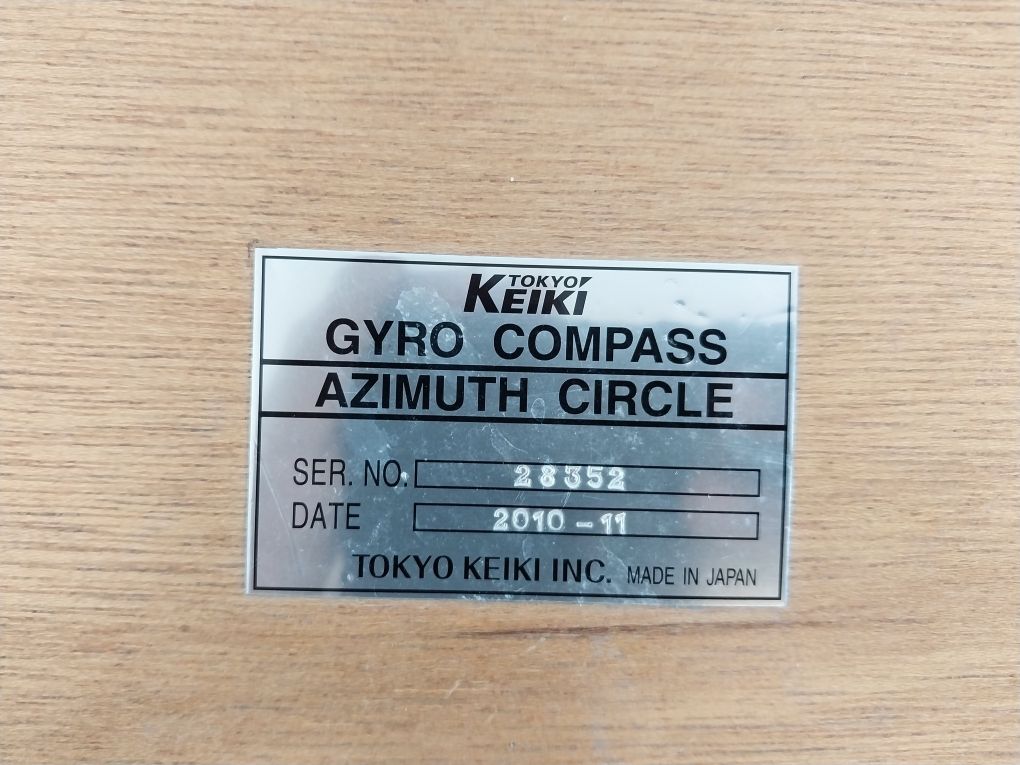 TOKYO
KEIKI
GYRO COMPASS
AZIMUTH CIRCLE
SER. NO. 28352
DATE 2010-11
TOKYO KEIKI INC. MADE IN JAPAN